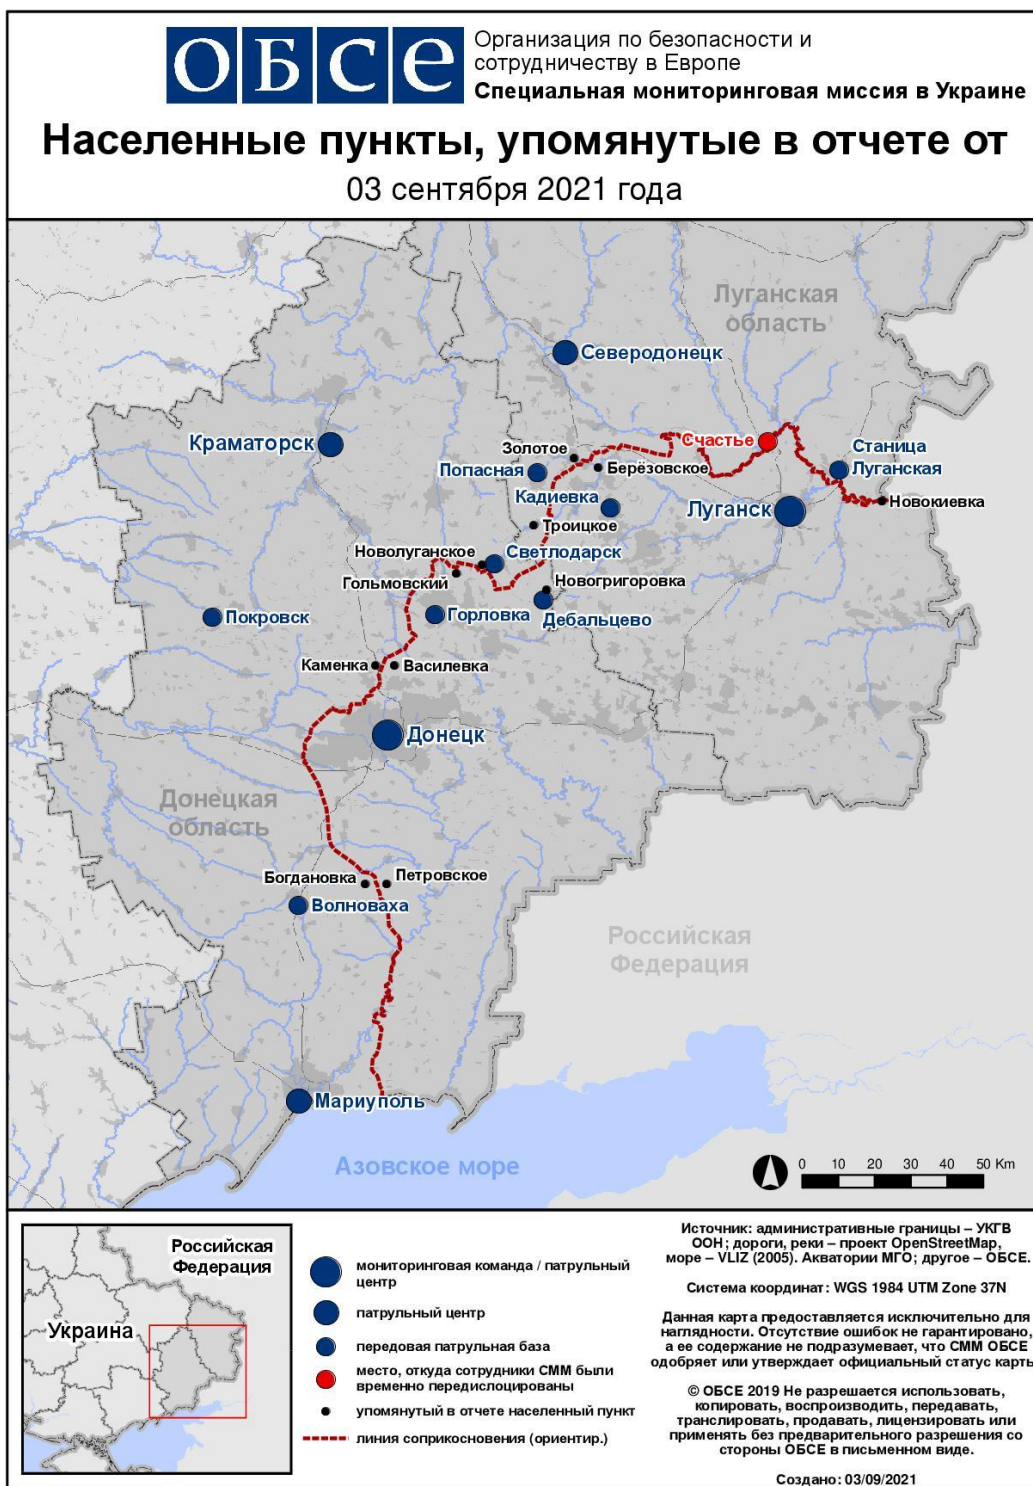 ОБСЕ
Организация по безопасности и
сотрудничеству в Европе
Специальная мониторинговая миссия в Украине
Населенные пункты, упомянутые в отчете от
03 сентября 2021 года
Луганская
область
Северодонецк
Краматорск
Счастье
Золотое
Станица
Луганская
Попасная
Берёзовское
Кадиевка
Луганск
Новокиевка
Троицкое
Новолуганское
Светлодарск
Гольмовский
Новогригоровка
Покровск
Горловка
Дебальцево
Каменка
Василевка
Донецк
Донецкая
область
Богдановка
Петровское
Волноваха
Российская
Федерация
Мариуполь
Азовское море
0 10 20 30 40 50 Km
Российская
Федерация
Украина
мониторинговая команда / патрульный
центр
патрульный центр
передовая патрульная база
место, откуда сотрудники СММ были
временно передислоцированы
упомянутый в отчете населенный пункт
линия соприкосновения (ориентир.)
Источник: административные границы – УКГВ
ООН; дороги, реки – проект OpenStreetMap,
море – VLIZ (2005). Акватории МГО; другое – ОБСЕ.
Система координат: WGS 1984 UTM Zone 37N
Данная карта предоставляется исключительно для
наглядности. Отсутствие ошибок не гарантировано,
а ее содержание не подразумевает, что СММ ОБСЕ
одобряет или утверждает официальный статус карты
© ОБСЕ 2019 Не разрешается использовать,
копировать, воспроизводить, передавать,
транслировать, продавать, лицензировать или
применять без предварительного разрешения со
стороны ОБСЕ в письменном виде.
Создано: 03/09/2021